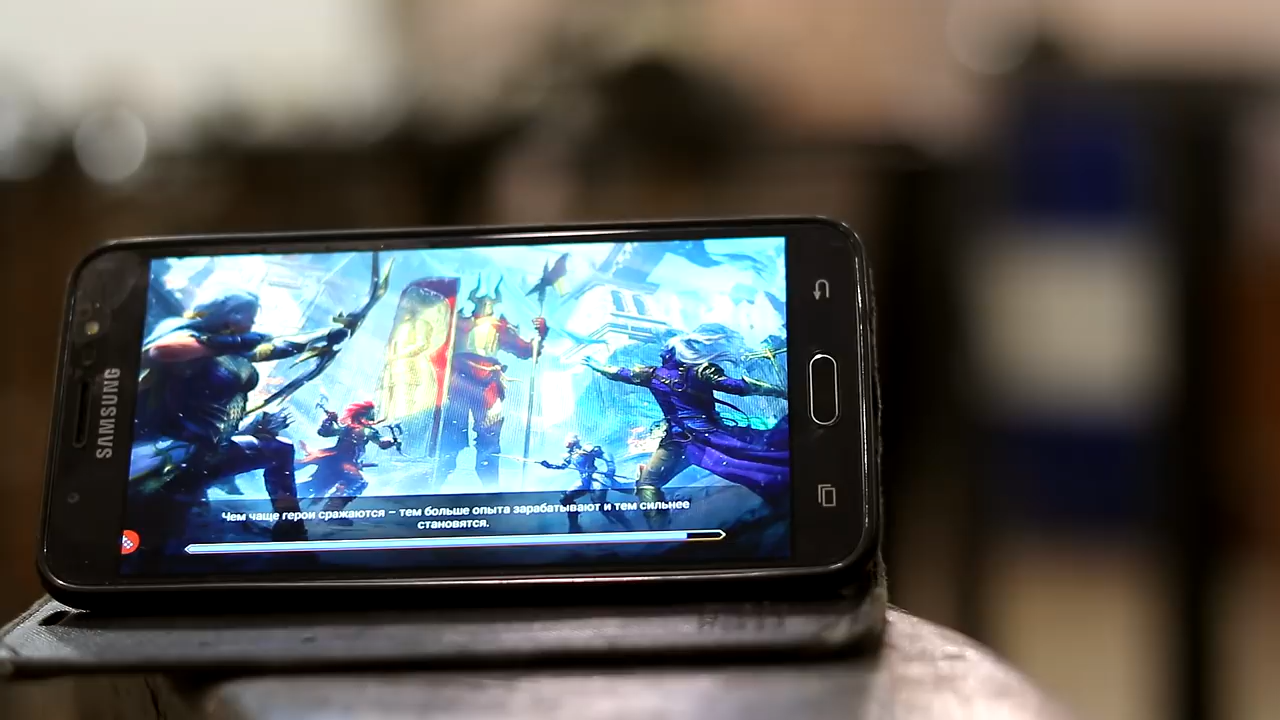 SAMSUNG
Чем чаще герои сражаются – тем больше опыта зарабатывают и тем сильнее
становятся.